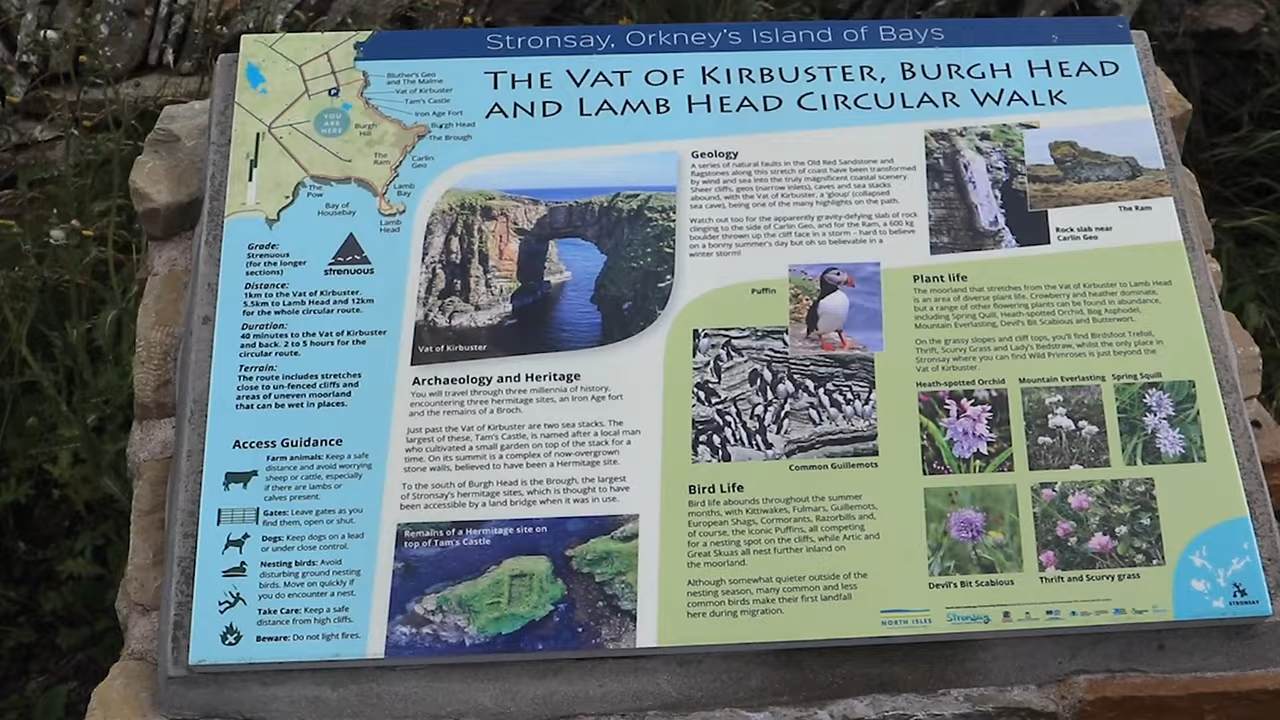 Stronsay, Orkney's Island of Bays
THE VAT OF KIRBUSTER, BURGH HEAD
AND LAMB HEAD CIRCULAR WALK
Bluther's Geo
and The Malme
Vat of Kirbuster
Tam's Castle
Iron Age Fort
Burgh Head
The Brough
P
YOU
ARE
HERE
Burgh
Hill
The
Ram
Carlin
Geo
Lamb
Bay
The
Pow
Bay of
Housebay
Lamb
Head
Grade:
Strenuous
(for the longer
sections)
strenuous
Distance:
1km to the Vat of Kirbuster.
5.5km to Lamb Head and 12km
for the whole circular route.
Duration:
40 minutes to the Vat of Kirbuster
and back. 2 to 5 hours for the
circular route.
Terrain:
The route includes stretches
close to un-fenced cliffs and
areas of uneven moorland
that can be wet in places.
Access Guidance
Farm animals: Keep a safe
distance and avoid worrying
sheep or cattle, especially
if there are lambs or
calves present.
Gates: Leave gates as you
find them, open or shut.
Dogs: Keep dogs on a lead
or under close control.
Nesting birds: Avoid
disturbing ground nesting
birds. Move on quickly if
you do encounter a nest.
Take Care: Keep a safe
distance from high cliffs.
Beware: Do not light fires.
Vat of Kirbuster
Archaeology and Heritage
You will travel through three millennia of history,
encountering three hermitage sites, an Iron Age fort
and the remains of a Broch.
Just past the Vat of Kirbuster are two sea stacks. The
largest of these, Tam's Castle, is named after a local man
who cultivated a small garden on top of the stack for a
time. On its summit is a complex of now-overgrown
stone walls, believed to have been a Hermitage site.
To the south of Burgh Head is the Brough, the largest
of Stronsay's hermitage sites, which is thought to have
been accessible by a land bridge when it was in use.
Remains of a Hermitage site on
top of Tam's Castle
Geology
A series of natural faults in the Old Red Sandstone and
flagstones along this stretch of coast have been transformed
by wind and sea into the truly magnificent coastal scenery.
Sheer cliffs, geos (narrow inlets), caves and sea stacks
abound, with the Vat of Kirbuster, a 'gloup' (collapsed
sea cave), being one of the many highlights on the path.
Watch out too for the apparently gravity-defying slab of rock
clinging to the side of Carlin Geo, and for the Ram, a 600 kg
boulder thrown up the cliff face in a storm – hard to believe
on a bonny summer's day but oh so believable in a
winter storm!
The Ram
Rock slab near
Carlin Geo
Puffin
Common Guillemots
Bird Life
Bird life abounds throughout the summer
months, with Kittiwakes, Fulmars, Guillemots,
European Shags, Cormorants, Razorbills and,
of course, the iconic Puffins, all competing
for a nesting spot on the cliffs, while Artic and
Great Skuas all nest further inland on
the moorland.
Although somewhat quieter outside of the
nesting season, many common and less
common birds make their first landfall
here during migration.
Plant life
The moorland that stretches from the Vat of Kirbuster to Lamb Head
is an area of diverse plant life. Crowberry and heather dominate,
but a range of other flowering plants can be found in abundance,
including Spring Quill, Heath-spotted Orchid, Bog Asphodel,
Mountain Everlasting, Devil's Bit Scabious and Butterwort.
On the grassy slopes and cliff tops, you'll find Birdsfoot Trefoil,
Thrift, Scurvy Grass and Lady's Bedstraw, whilst the only place in
Stronsay where you can find Wild Primroses is just beyond the
Vat of Kirbuster.
Heath-spotted Orchid
Mountain Everlasting
Spring Squill
Devil's Bit Scabious
Thrift and Scurvy grass
NORTH ISLES
Stronsay
STRONSAY